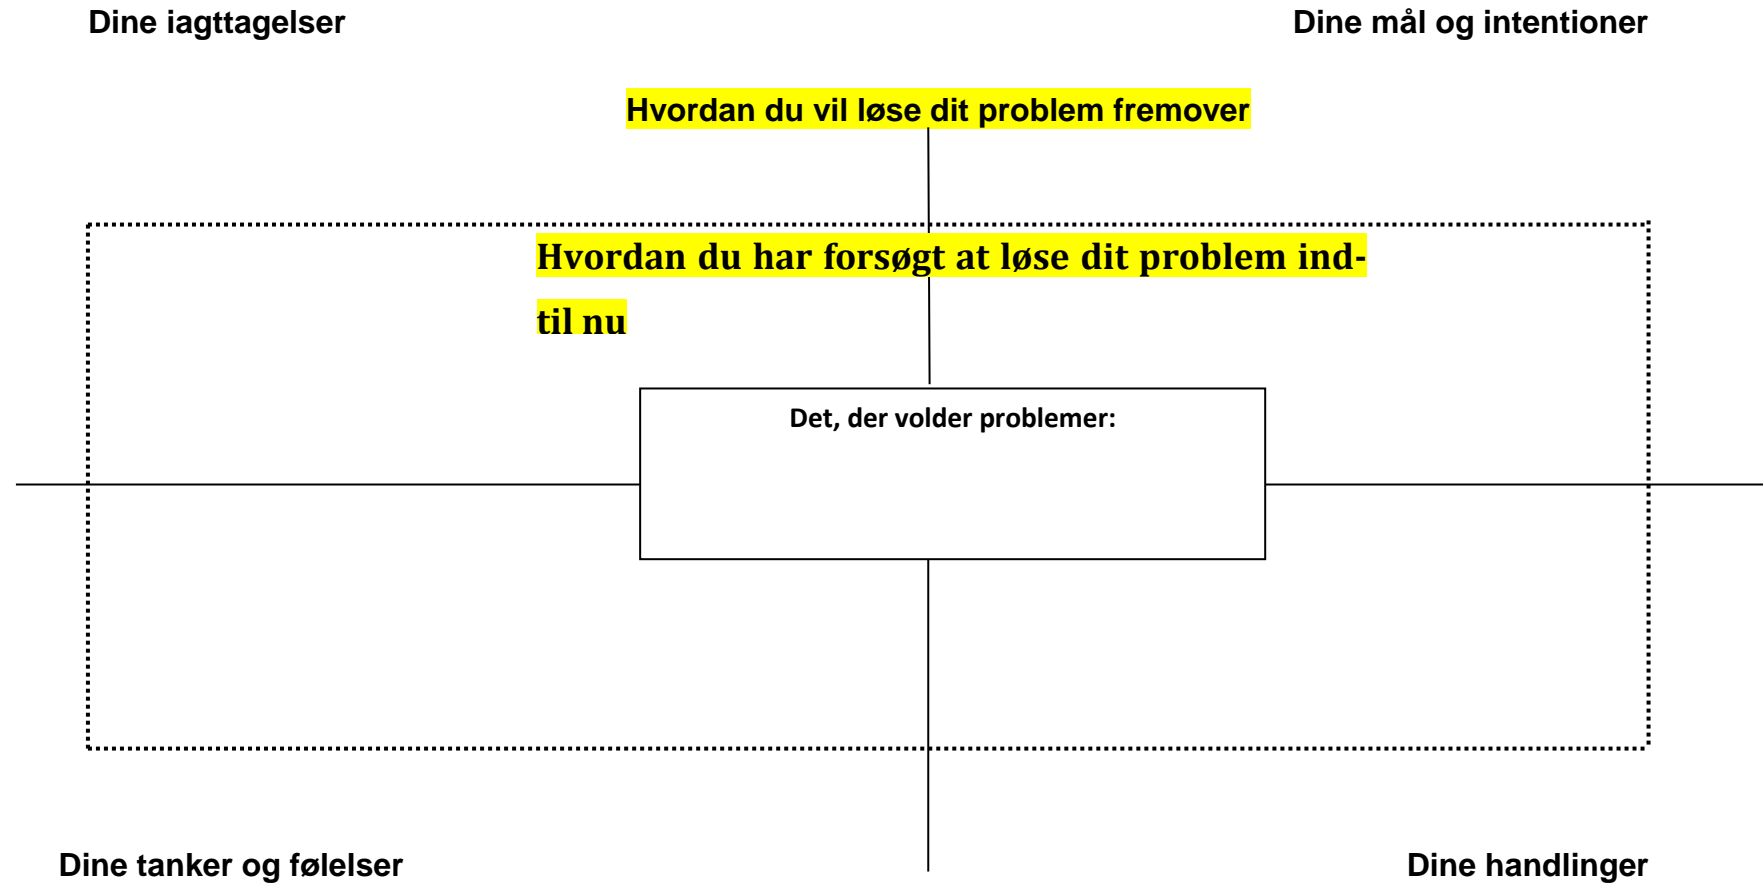 Dine iagttagelser
Dine mål og intentioner
Hvordan du vil løse dit problem fremover
Hvordan du har forsøgt at løse dit problem ind-
til nu
Det, der volder problemer:
Dine tanker og følelser
Dine handlinger